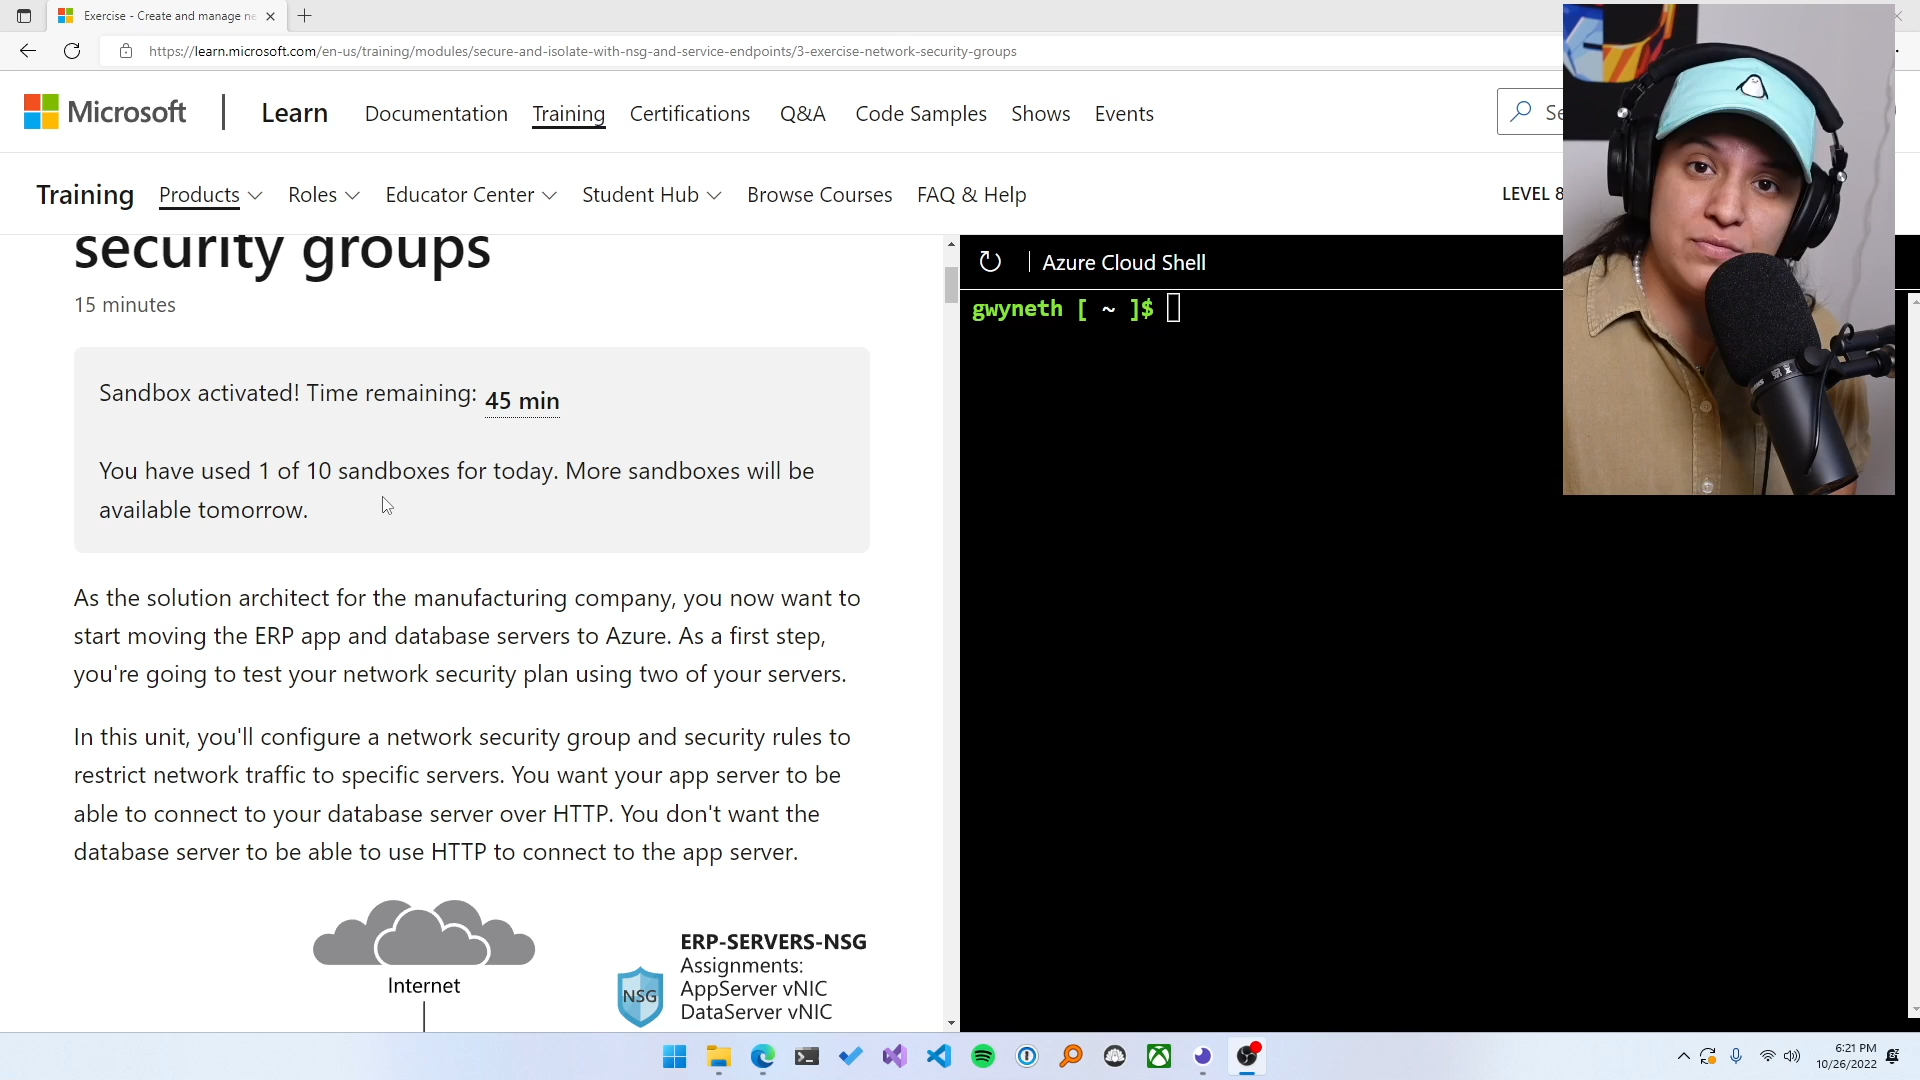 Exercise - Create and manage ne
https://learn.microsoft.com/en-us/training/modules/secure-and-isolate-with-nsg-and-service-endpoints/3-exercise-network-security-groups
Microsoft
Learn
Documentation
Training
Certifications
Q&A
Code Samples
Shows
Events
Se
Training
Products
Roles
Educator Center
Student Hub
Browse Courses
FAQ & Help
LEVEL 8
security groups
15 minutes
Sandbox activated! Time remaining: 45 min
You have used 1 of 10 sandboxes for today. More sandboxes will be
available tomorrow.
As the solution architect for the manufacturing company, you now want to
start moving the ERP app and database servers to Azure. As a first step,
you're going to test your network security plan using two of your servers.
In this unit, you'll configure a network security group and security rules to
restrict network traffic to specific servers. You want your app server to be
able to connect to your database server over HTTP. You don't want the
database server to be able to use HTTP to connect to the app server.
Internet
NSG
ERP-SERVERS-NSG
Assignments:
AppServer vNIC
DataServer vNIC
Azure Cloud Shell
gwyneth [ ~ ]$
6:21 PM
10/26/2022